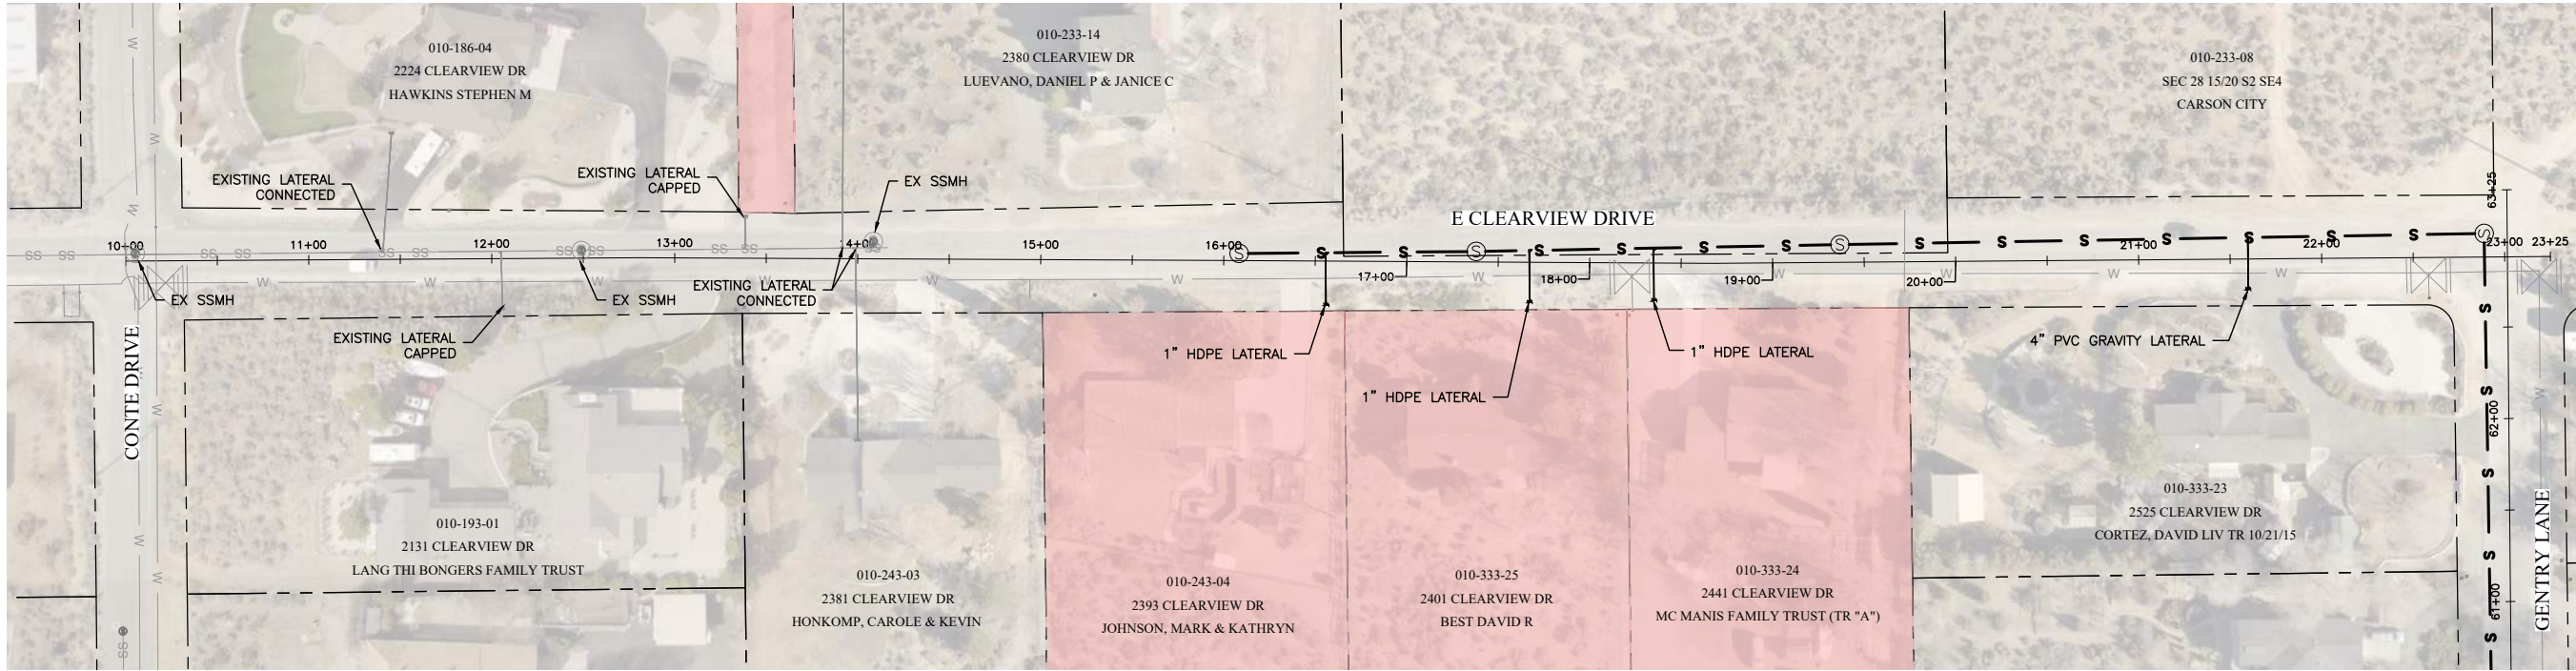 010-186-04
2224 CLEARVIEW DR
HAWKINS STEPHEN M
010-233-14
2380 CLEARVIEW DR
LUEVANO, DANIEL P & JANICE C
010-233-08
SEC 28 15/20 S2 SE4
CARSON CITY
EXISTING LATERAL
CONNECTED
EXISTING LATERAL
CAPPED
EX SSMH
E CLEARVIEW DRIVE
63+25
10+00
11+00
12+00
13+00
14+00
15+00
16+00
17+00
18+00
19+00
20+00
21+00
22+00
23+00
23+25
EX SSMH
EX SSMH
EXISTING LATERAL
CONNECTED
EXISTING LATERAL
CAPPED
1" HDPE LATERAL
1" HDPE LATERAL
1" HDPE LATERAL
4" PVC GRAVITY LATERAL
CONTE DRIVE
62+00
61+00
GENTRY LANE
010-193-01
2131 CLEARVIEW DR
LANG THI BONGERS FAMILY TRUST
010-243-03
2381 CLEARVIEW DR
HONKOMP, CAROLE & KEVIN
010-243-04
2393 CLEARVIEW DR
JOHNSON, MARK & KATHRYN
010-333-25
2401 CLEARVIEW DR
BEST DAVID R
010-333-24
2441 CLEARVIEW DR
MC MANIS FAMILY TRUST (TR "A")
010-333-23
2525 CLEARVIEW DR
CORTEZ, DAVID LIV TR 10/21/15